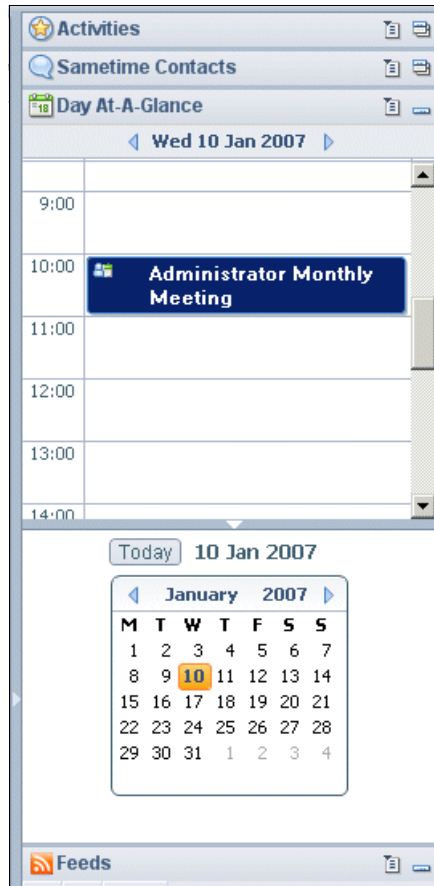 Activities
Sametime Contacts
18 Day At-A-Glance
Wed 10 Jan 2007
9:00
10:00 Administrator Monthly
Meeting
11:00
12:00
13:00
14:00
Today 10 Jan 2007
January 2007
M T W T F S S
1 2 3 4 5 6 7
8 9 10 11 12 13 14
15 16 17 18 19 20 21
22 23 24 25 26 27 28
29 30 31 1 2 3 4
Feeds